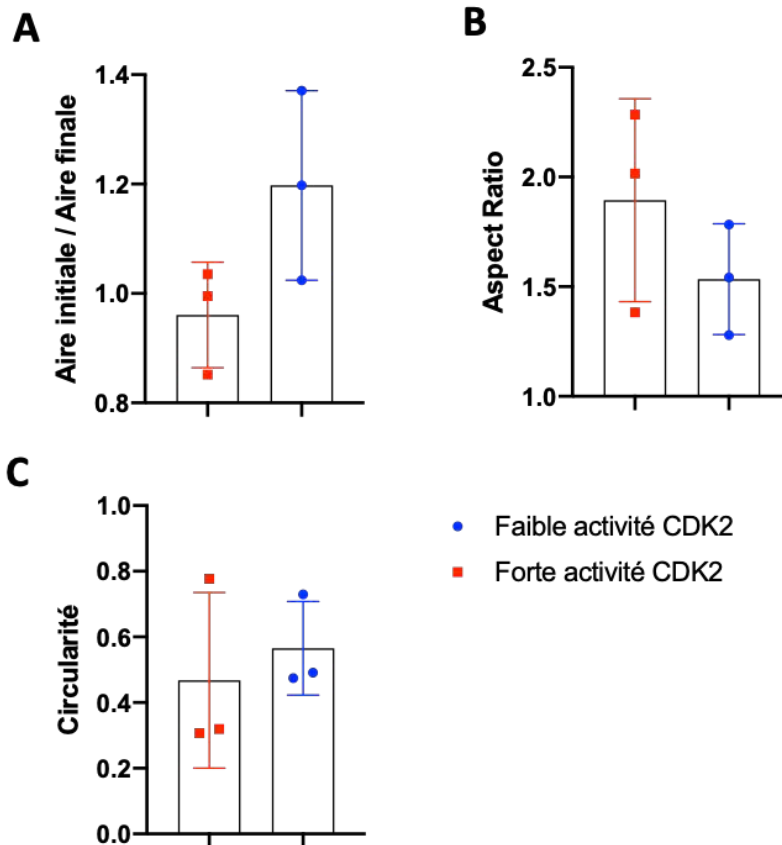 A
Aire initiale / Aire finale
1.4
1.2
1.0
0.8
B
Aspect Ratio
2.5
2.0
1.5
1.0
C
Circularité
1.0
0.8
0.6
0.4
0.2
0.0
Faible activité CDK2
Forte activité CDK2